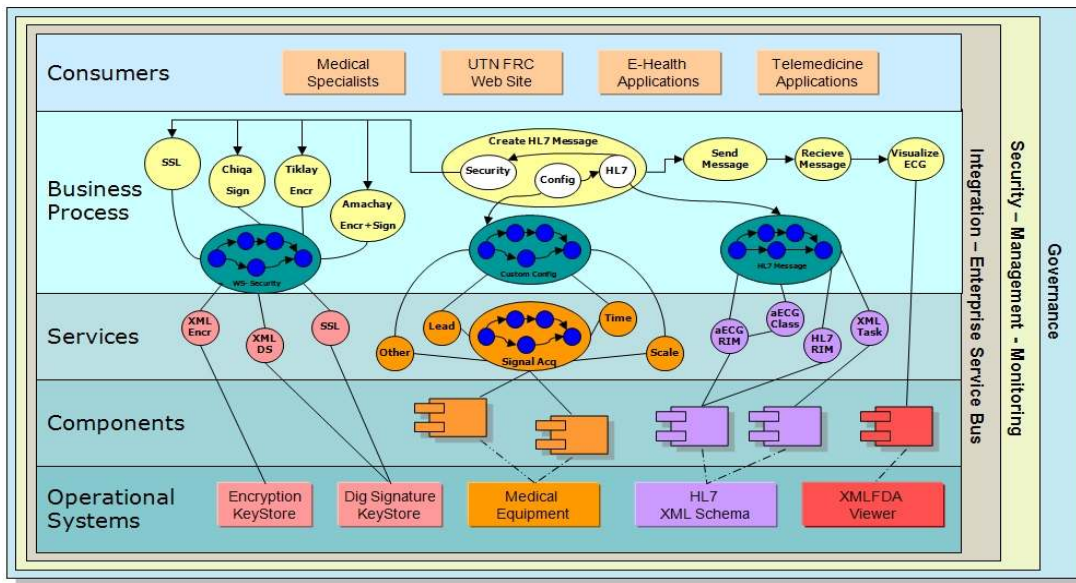 Consumers
Medical
Specialists
UTN FRC
Web Site
E-Health
Applications
Telemedicine
Applications
Business
Process
SSL
Chiqa
Sign
Tiklay
Encr
Amachay
Encr+Sign
Create HL7 Message
Security
Config
HL7
Send
Message
Recieve
Message
Visualize
ECG
WS- Security
Custom Config
HL7 Message
Services
XML
Encr
XML
DS
SSL
Other
Lead
Signal Acq
Time
Scale
aECG
RIM
aECG
Class
HL7
RIM
XML
Task
Components
Operational
Systems
Encryption
KeyStore
Dig Signature
KeyStore
Medical
Equipment
HL7
XML Schema
XMLFDA
Viewer
Integration – Enterprise Service Bus
Security – Management - Monitoring
Governance